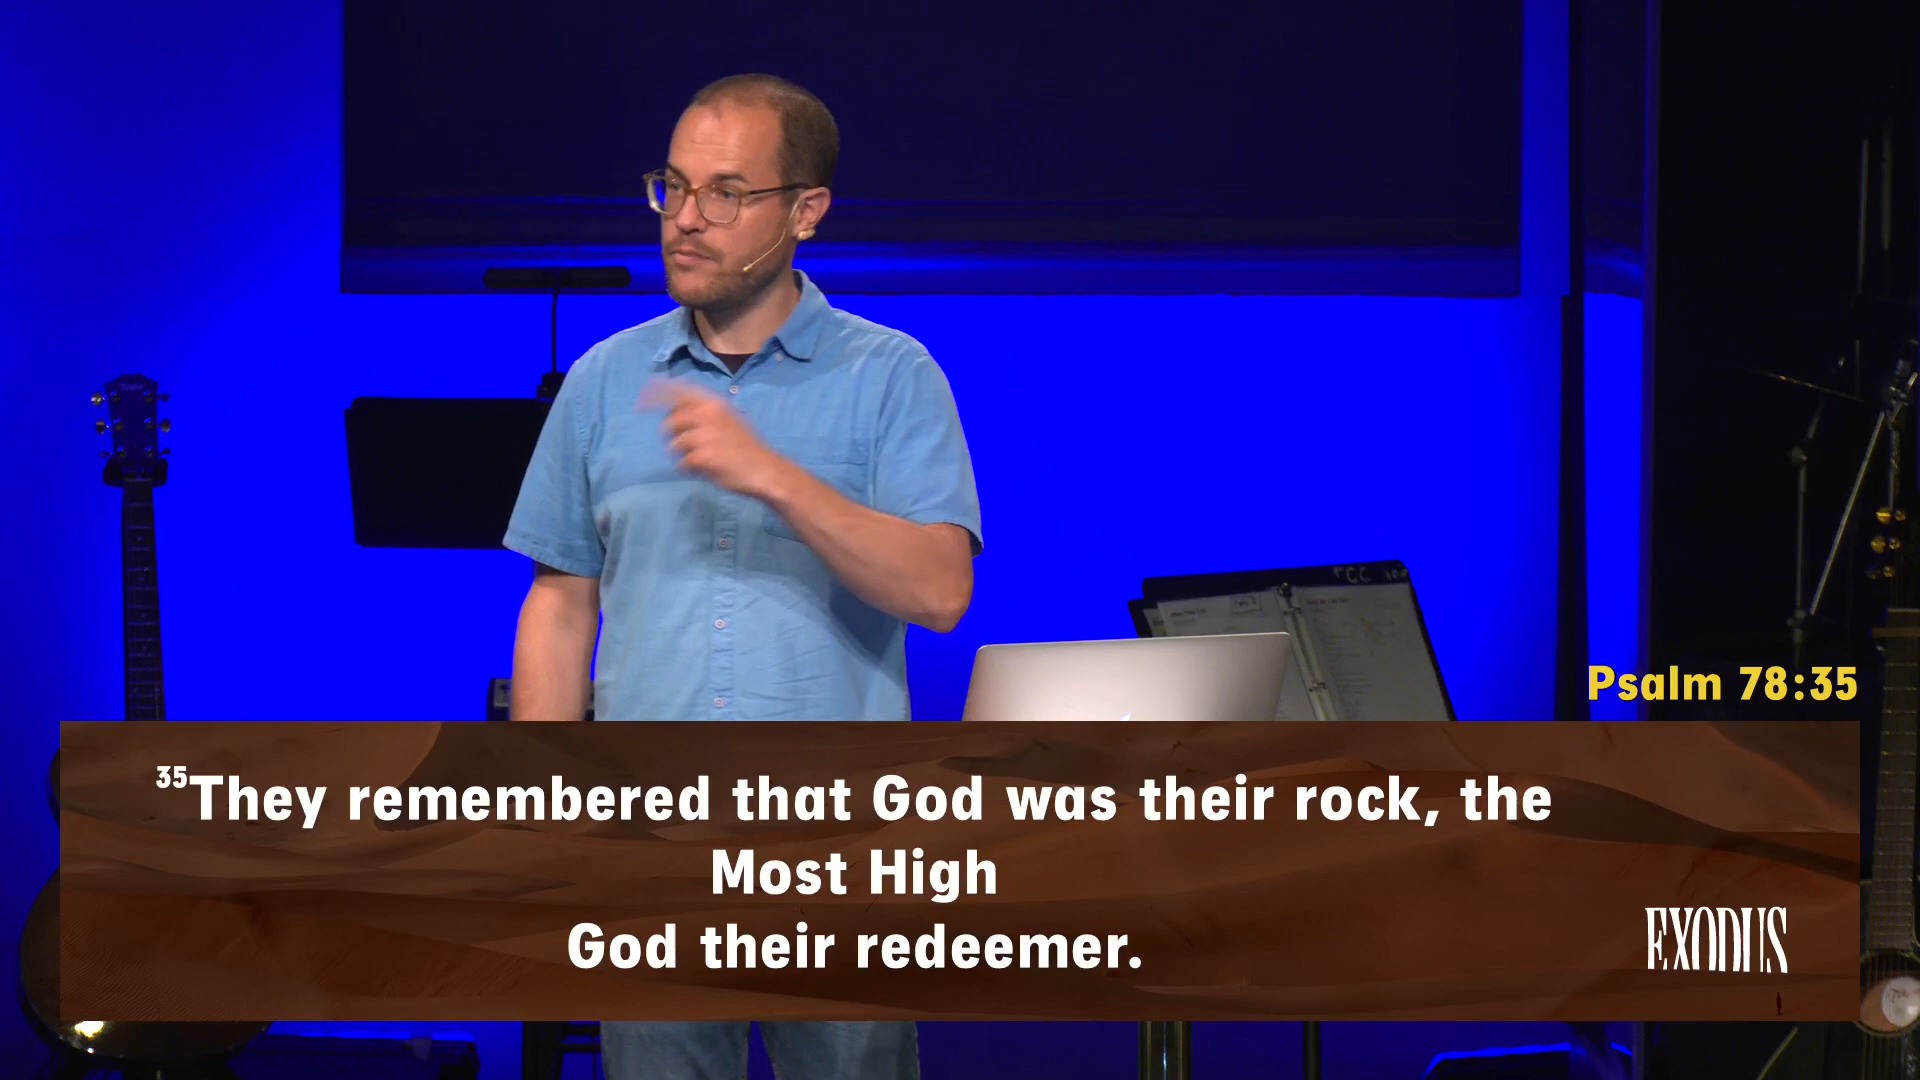 Psalm 78:35
35They remembered that God was their rock, the
Most High
God their redeemer.
EXODUS